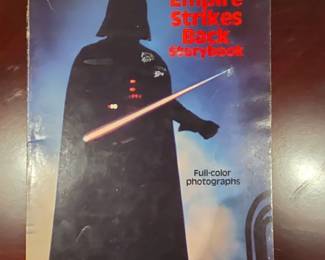 Empire
Strikes
Back
storybook
Full-color
photographs